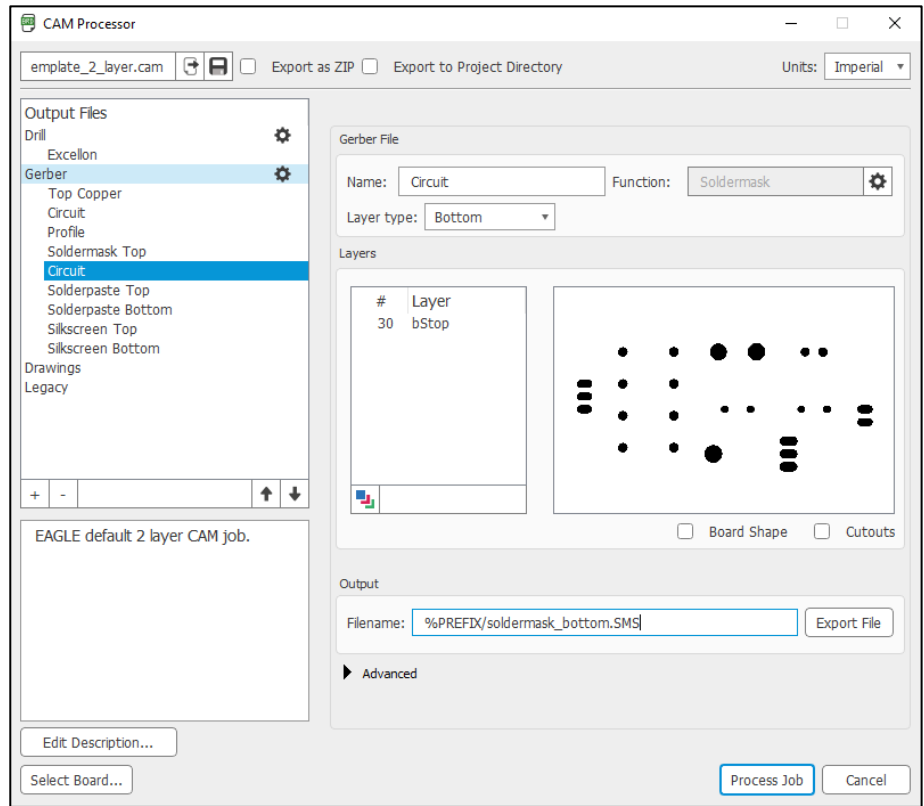 CAM Processor
emplate_2_layer.cam Export as ZIP Export to Project Directory Units: Imperial
Output Files
Drill
Excellon
Gerber
Top Copper
Circuit
Profile
Soldermask Top
Circuit
Solderpaste Top
Solderpaste Bottom
Silkscreen Top
Silkscreen Bottom
Drawings
Legacy
+ -
EAGLE default 2 layer CAM job.
Edit Description...
Select Board...
Gerber File
Name: Circuit Function: Soldermask
Layer type: Bottom
Layers
# Layer
30 bStop
Board Shape Cutouts
Output
Filename: %PREFIX/soldermask_bottom.SMS Export File
Advanced
Process Job Cancel